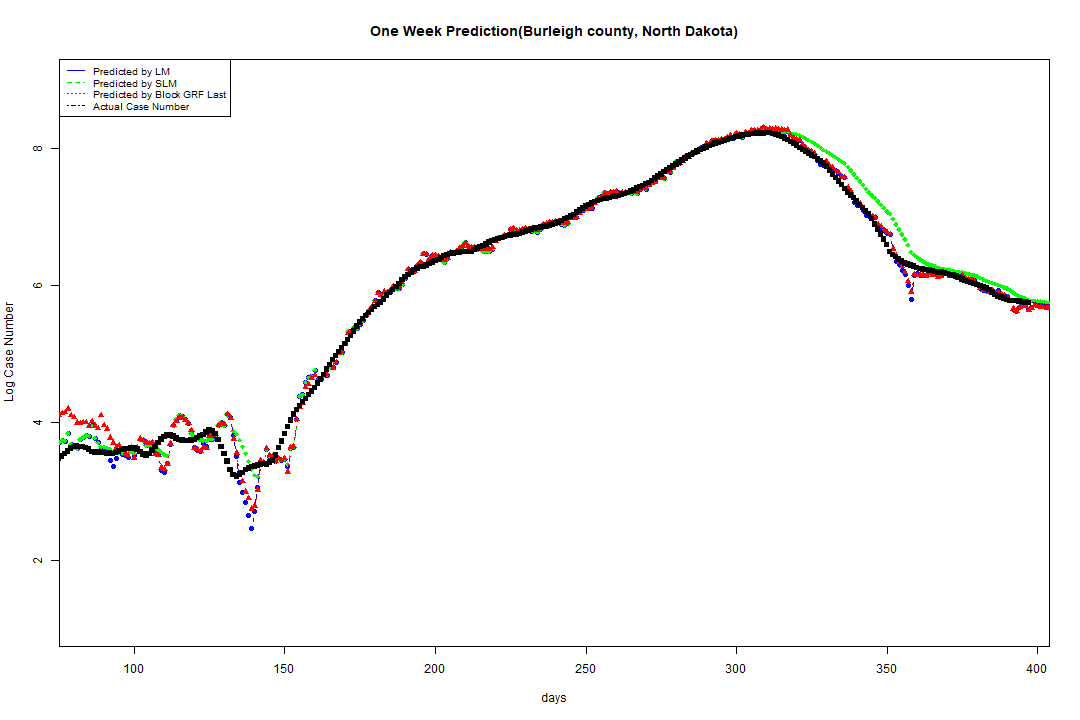 One Week Prediction(Burleigh county, North Dakota)
Predicted by LM
Predicted by SLM
Predicted by Block GRF Last
Actual Case Number
8
6
4
2
Log Case Number
100 150 200 250 300 350 400
days